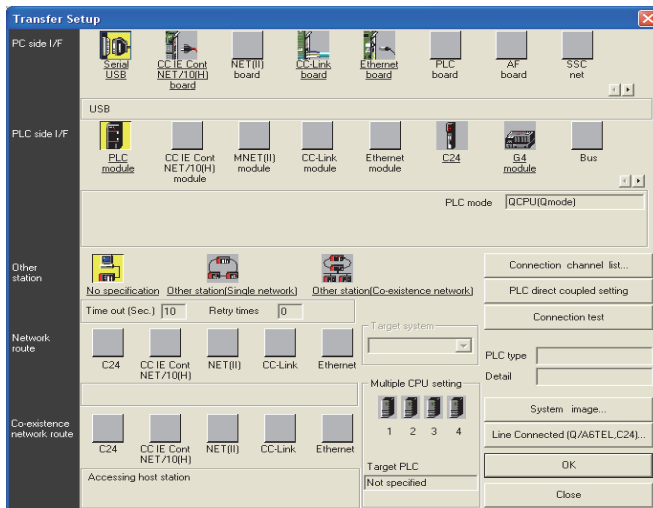 Transfer Setup
PC side I/F
Serial
USB
CC IE Cont
NET/10(H)
board
NET(II)
board
CC-Link
board
Ethernet
board
PLC
board
AF
board
SSC
net
USB
PLC side I/F
PLC
module
CC IE Cont
NET/10(H)
module
MNET(II)
module
CC-Link
module
Ethernet
module
C24
G4
module
Bus
PLC mode QCPU(Qmode)
Other
station
No specification
Other station(Single network)
Other station(Co-existence network)
Time out (Sec.) 10 Retry times 0
Connection channel list...
PLC direct coupled setting
Connection test
Network
route
C24
CC IE Cont
NET/10(H)
NET(II)
CC-Link
Ethernet
Target system
PLC type
Detail
Multiple CPU setting
1 2 3 4
Target PLC
Not specified
System image...
Line Connected (Q/A6TEL,C24)...
OK
Close
Co-existence
network route
C24
CC IE Cont
NET/10(H)
NET(II)
CC-Link
Ethernet
Accessing host station